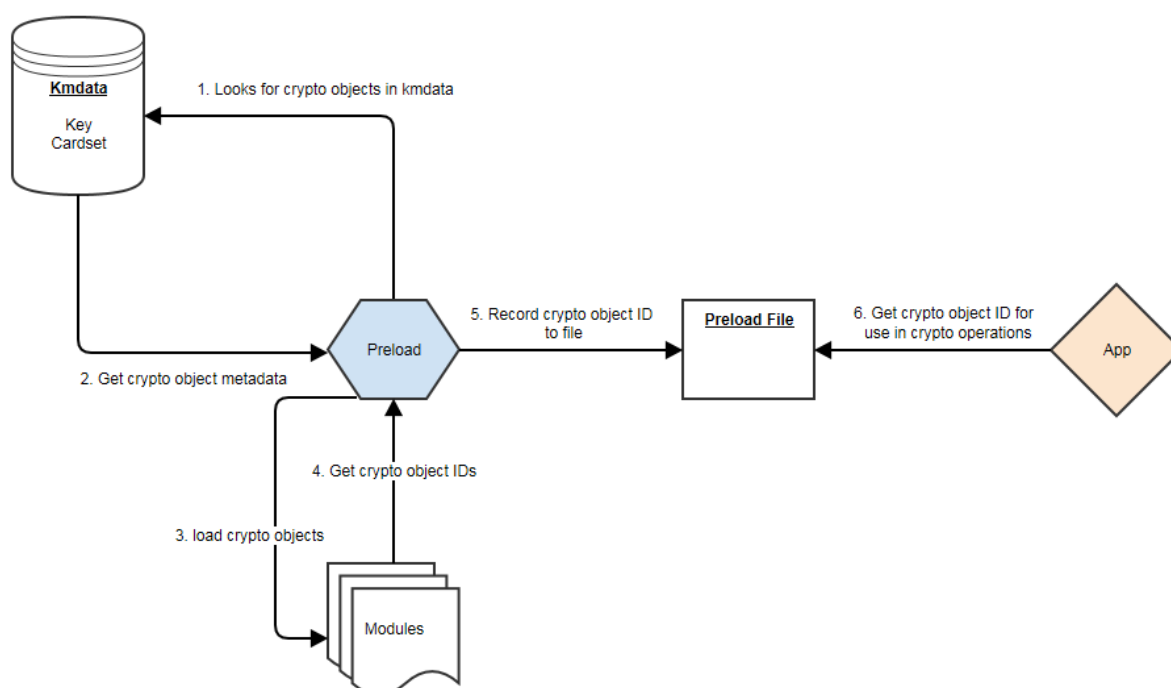 Kmdata
Key
Cardset
1. Looks for crypto objects in kmdata
2. Get crypto object metadata
Preload
3. load crypto objects
4. Get crypto object IDs
Modules
5. Record crypto object ID
to file
Preload File
6. Get crypto object ID for
use in crypto operations
App